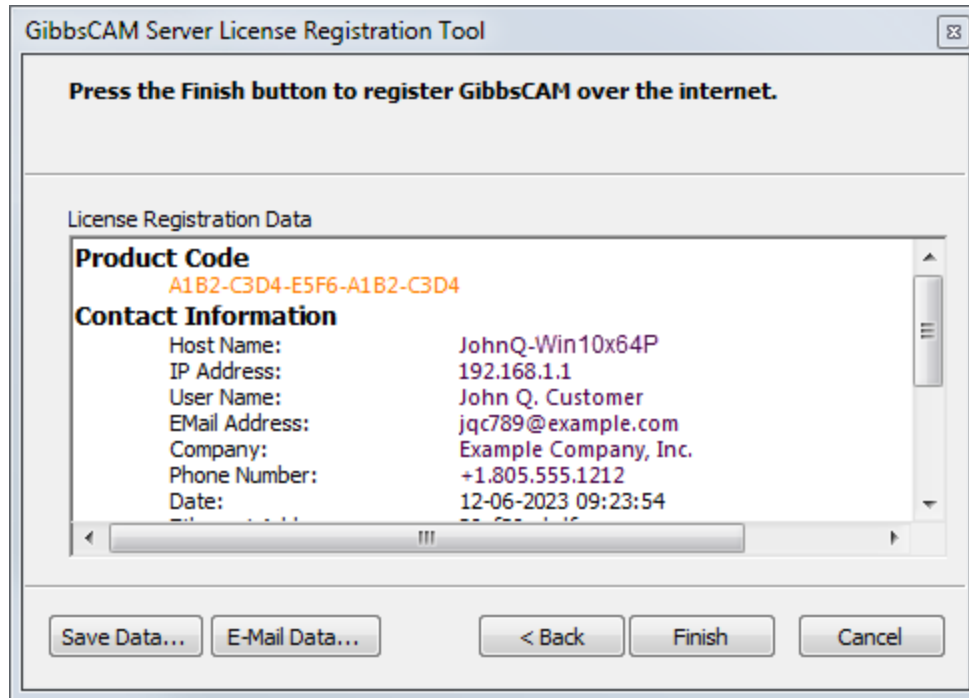 GibbsCAM Server License Registration Tool
Press the Finish button to register GibbsCAM over the internet.
License Registration Data
Product Code
A1B2-C3D4-E5F6-A1B2-C3D4
Contact Information
Host Name: JohnQ-Win10x64P
IP Address: 192.168.1.1
User Name: John Q. Customer
EMail Address: jqc789@example.com
Company: Example Company, Inc.
Phone Number: +1.805.555.1212
Date: 12-06-2023 09:23:54
Save Data... E-Mail Data... < Back Finish Cancel